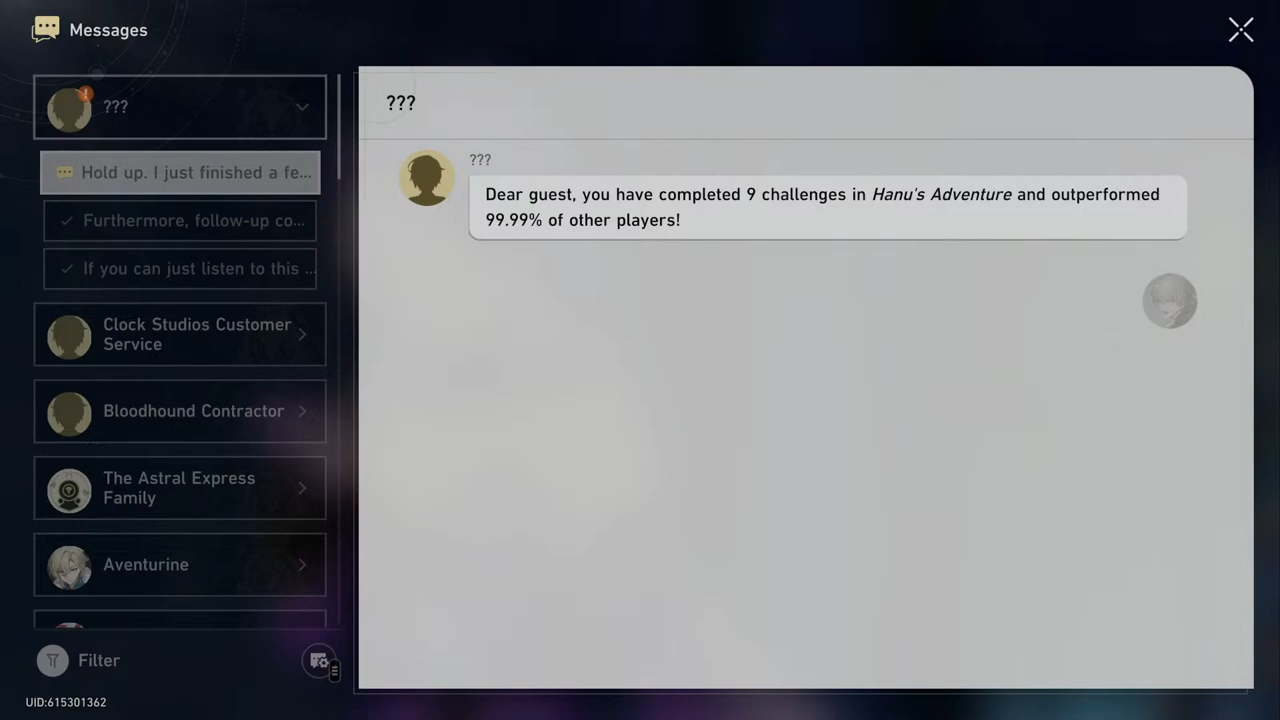 Messages
???
Hold up. I just finished a fe...
Furthermore, follow-up co...
If you can just listen to this ...
Clock Studios Customer
Service
Bloodhound Contractor
The Astral Express
Family
Aventurine
Filter
UID:615301362
???
???
Dear guest, you have completed 9 challenges in Hanu's Adventure and outperformed
99.99% of other players!